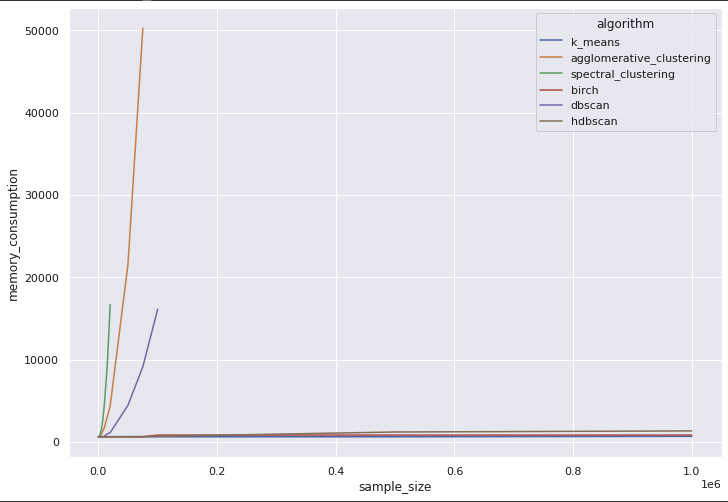 algorithm
k_means
agglomerative_clustering
spectral_clustering
birch
dbscan
hdbscan
memory_consumption
50000
40000
30000
20000
10000
0
0.0 0.2 0.4 0.6 0.8 1.0
1e6
sample_size